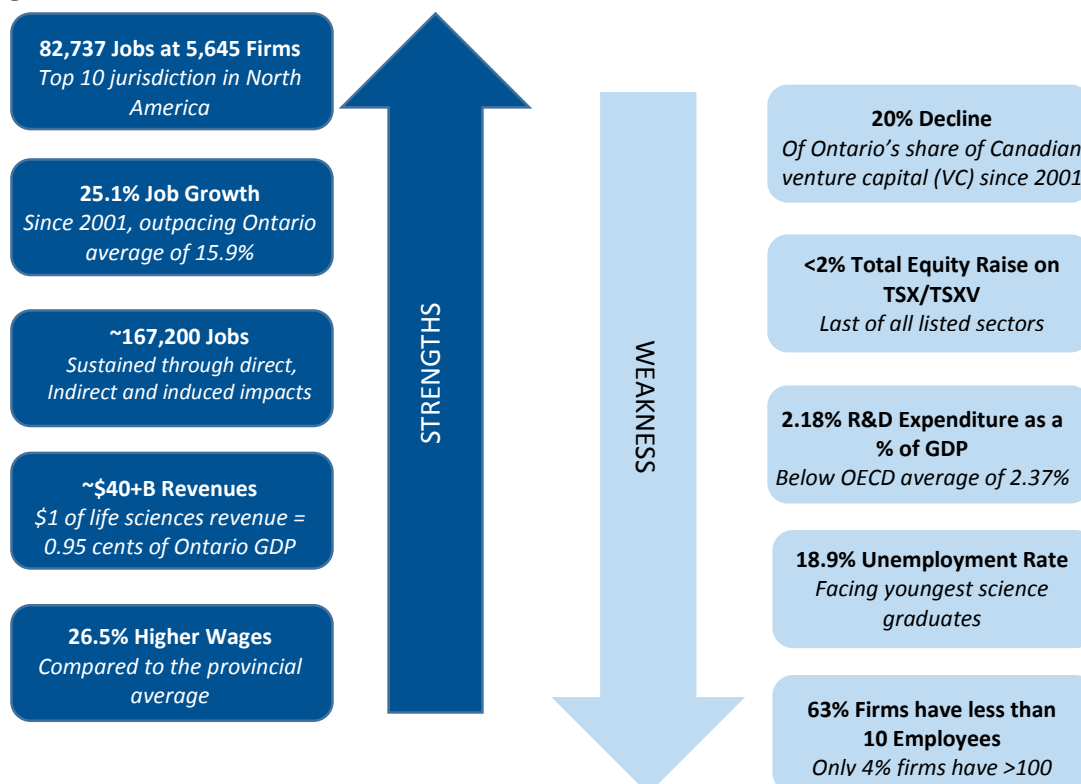 82,737 Jobs at 5,645 Firms
Top 10 jurisdiction in North
America
25.1% Job Growth
Since 2001, outpacing Ontario
average of 15.9%
~167,200 Jobs
Sustained through direct,
Indirect and induced impacts
~$40+B Revenues
$1 of life sciences revenue =
0.95 cents of Ontario GDP
26.5% Higher Wages
Compared to the provincial
average
STRENGTHS
WEAKNESS
20% Decline
Of Ontario’s share of Canadian
venture capital (VC) since 2001
<2% Total Equity Raise on
TSX/TSXV
Last of all listed sectors
2.18% R&D Expenditure as a
% of GDP
Below OECD average of 2.37%
18.9% Unemployment Rate
Facing youngest science
graduates
63% Firms have less than
10 Employees
Only 4% firms have >100